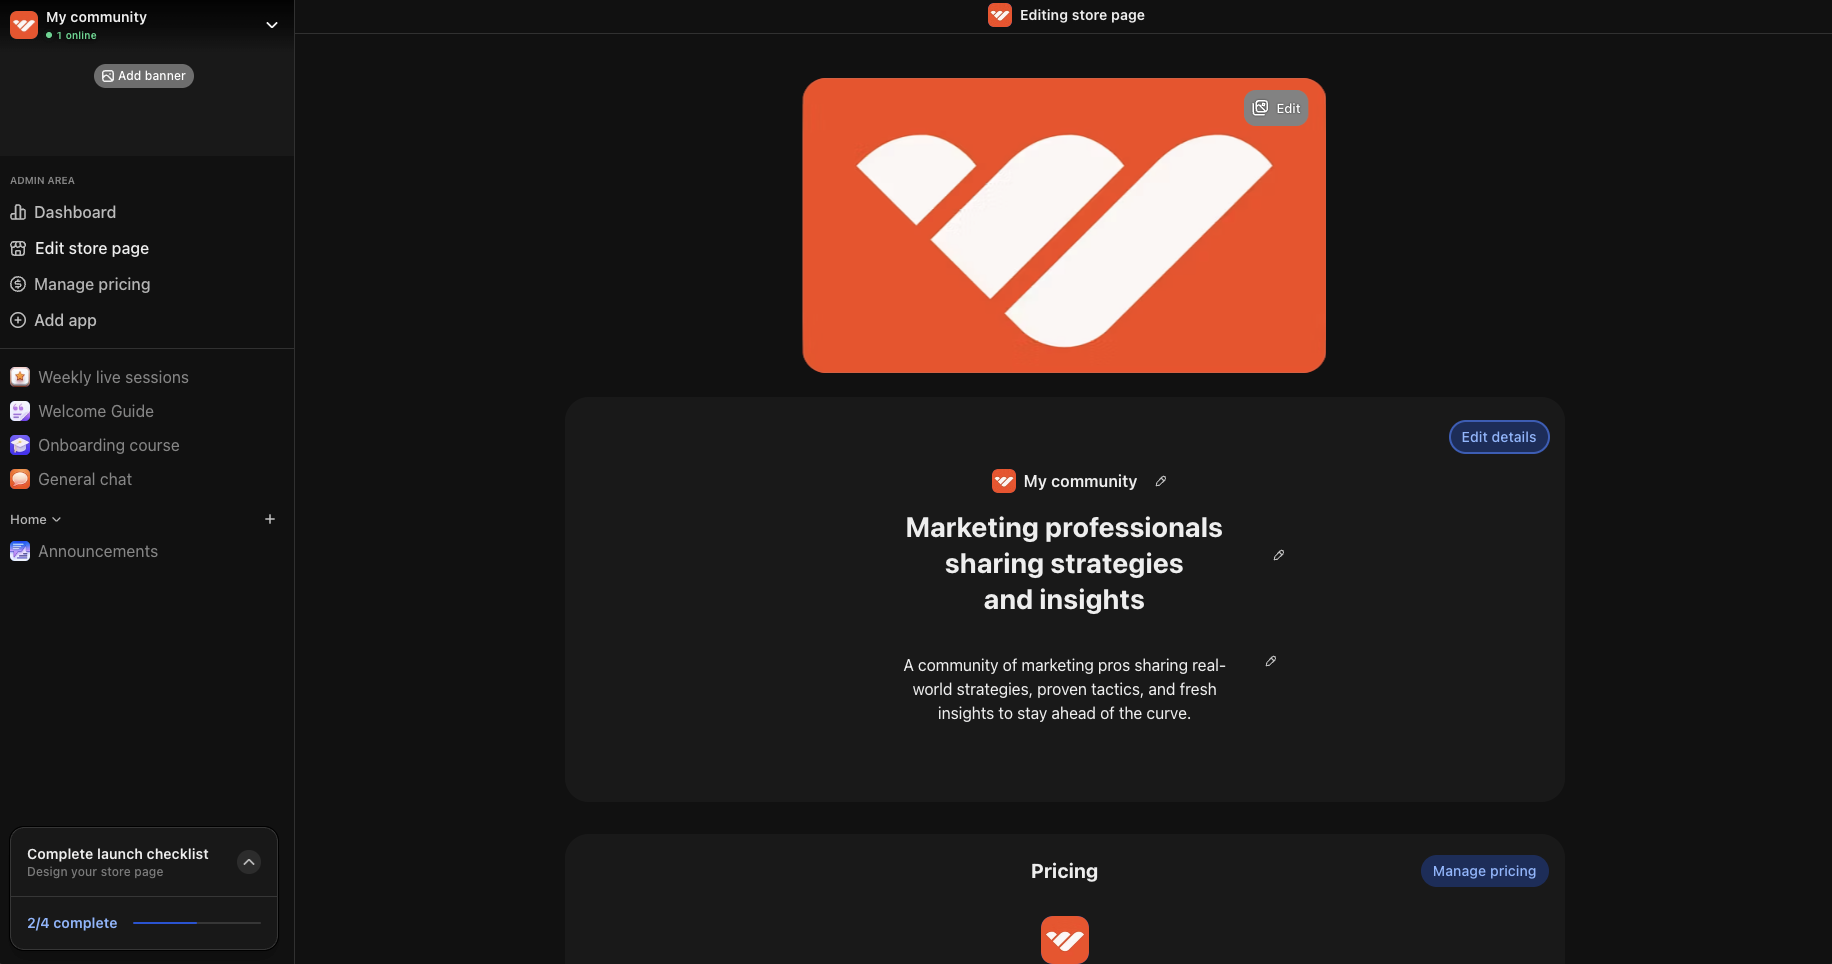 My community
1 online
Add banner
ADMIN AREA
Dashboard
Edit store page
Manage pricing
Add app
Weekly live sessions
Welcome Guide
Onboarding course
General chat
Home
Announcements
Complete launch checklist
Design your store page
2/4 complete
Editing store page
Edit
Edit details
My community
Marketing professionals
sharing strategies
and insights
A community of marketing pros sharing real-
world strategies, proven tactics, and fresh
insights to stay ahead of the curve.
Pricing
Manage pricing